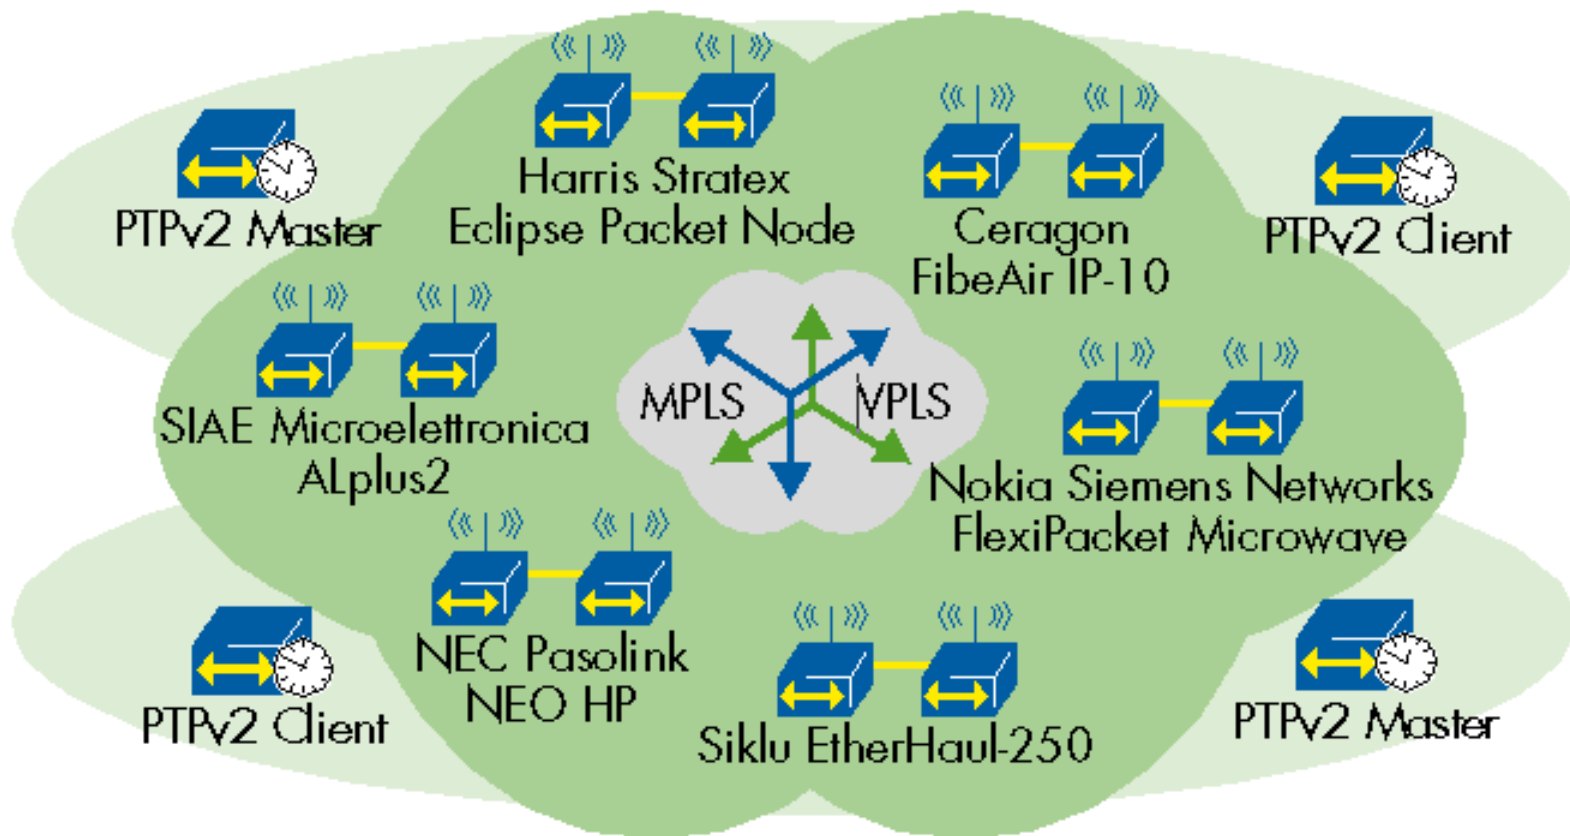 Harris Stratex
Eclipse Packet Node
Ceragon
FibeAir IP-10
PTPv2 Master
PTPv2 Client
SIAE Microelettronica
ALplus2
MPLS
VPLS
Nokia Siemens Networks
FlexiPacket Microwave
NEC Pasolink
NEO HP
PTPv2 Client
Siklu EtherHaul-250
PTPv2 Master